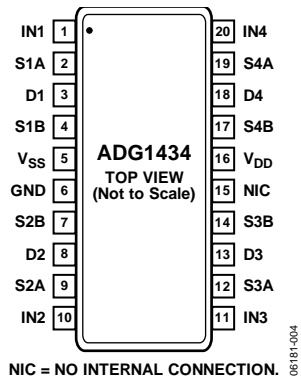 IN1 1 20 IN4
S1A 2 19 S4A
D1 3 18 D4
S1B 4 17 S4B
VSS 5 ADG1434 16 VDD
GND 6 TOP VIEW 15 NIC
(Not to Scale)
S2B 7 14 S3B
D2 8 13 D3
S2A 9 12 S3A
IN2 10 11 IN3
NIC = NO INTERNAL CONNECTION.
06181-004